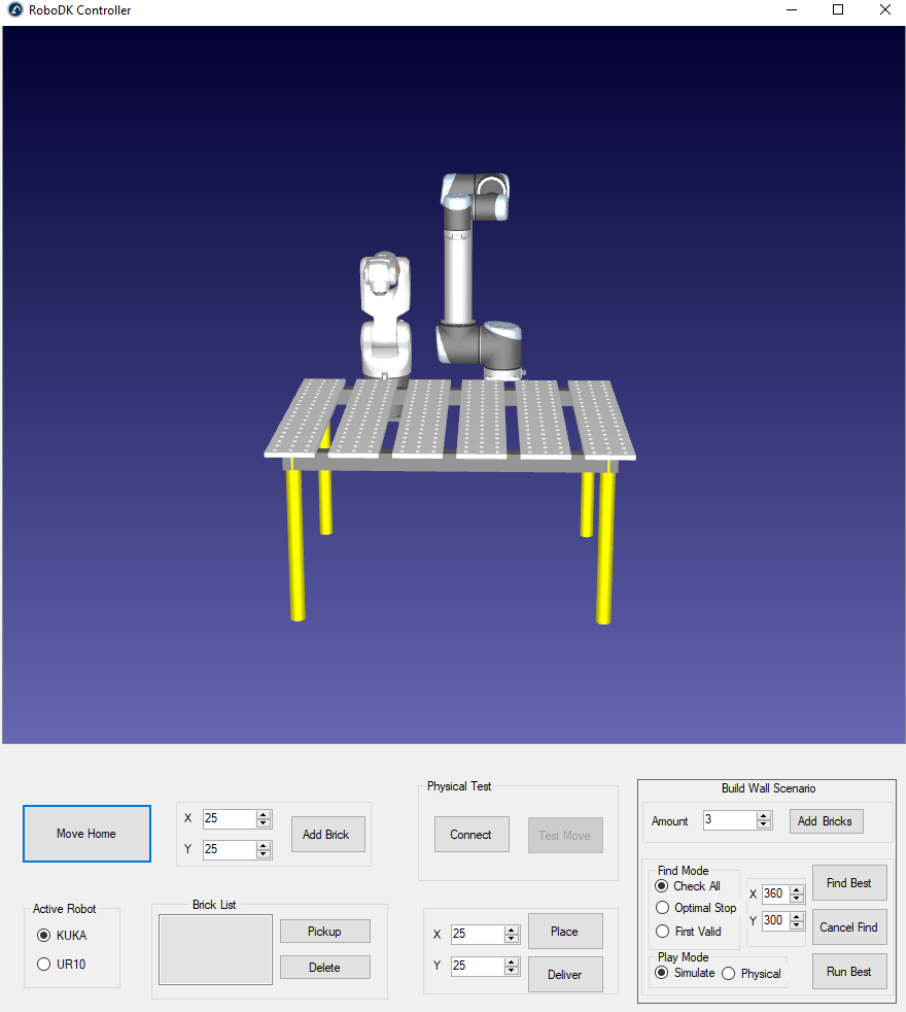 RoboDK Controller
Move Home
X 25
Y 25
Add Brick
Physical Test
Connect
Test Move
Build Wall Scenario
Amount 3
Add Bricks
Active Robot
KUKA
UR10
Brick List
Pickup
Delete
X 25
Y 25
Place
Deliver
Find Mode
Check All
Optimal Stop
First Valid
X 360
Y 300
Find Best
Cancel Find
Play Mode
Simulate
Physical
Run Best